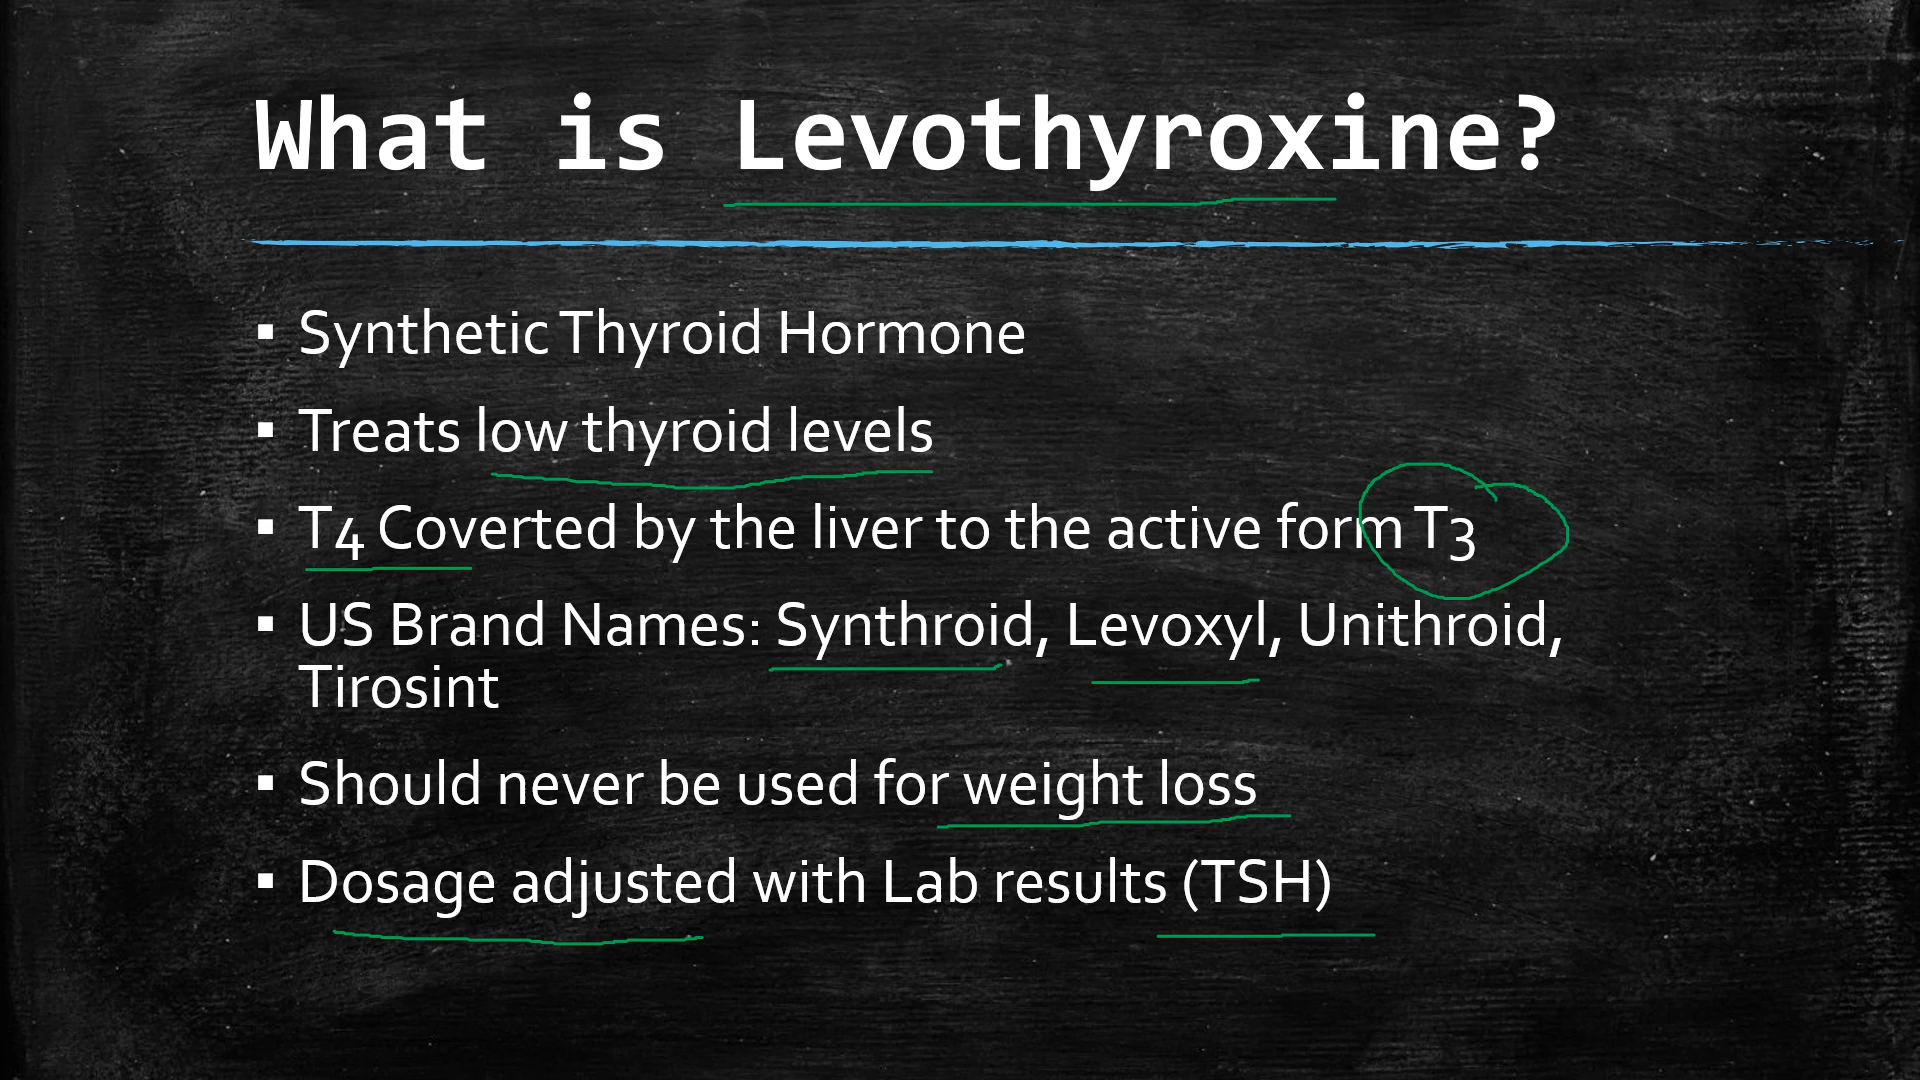 What is Levothyroxine?
▪ Synthetic Thyroid Hormone
▪ Treats low thyroid levels
▪ T4 Coverted by the liver to the active form T3
▪ US Brand Names: Synthroid, Levoxyl, Unithroid,
Tirosint
▪ Should never be used for weight loss
▪ Dosage adjusted with Lab results (TSH)